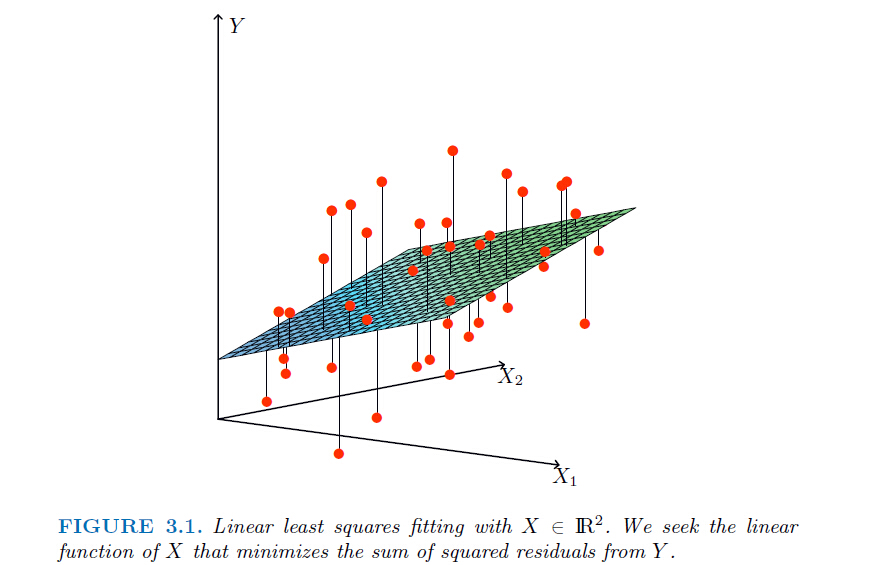 Y
X₂
X₁
FIGURE 3.1. Linear least squares fitting with X ∈ ℝ². We seek the linear
function of X that minimizes the sum of squared residuals from Y.